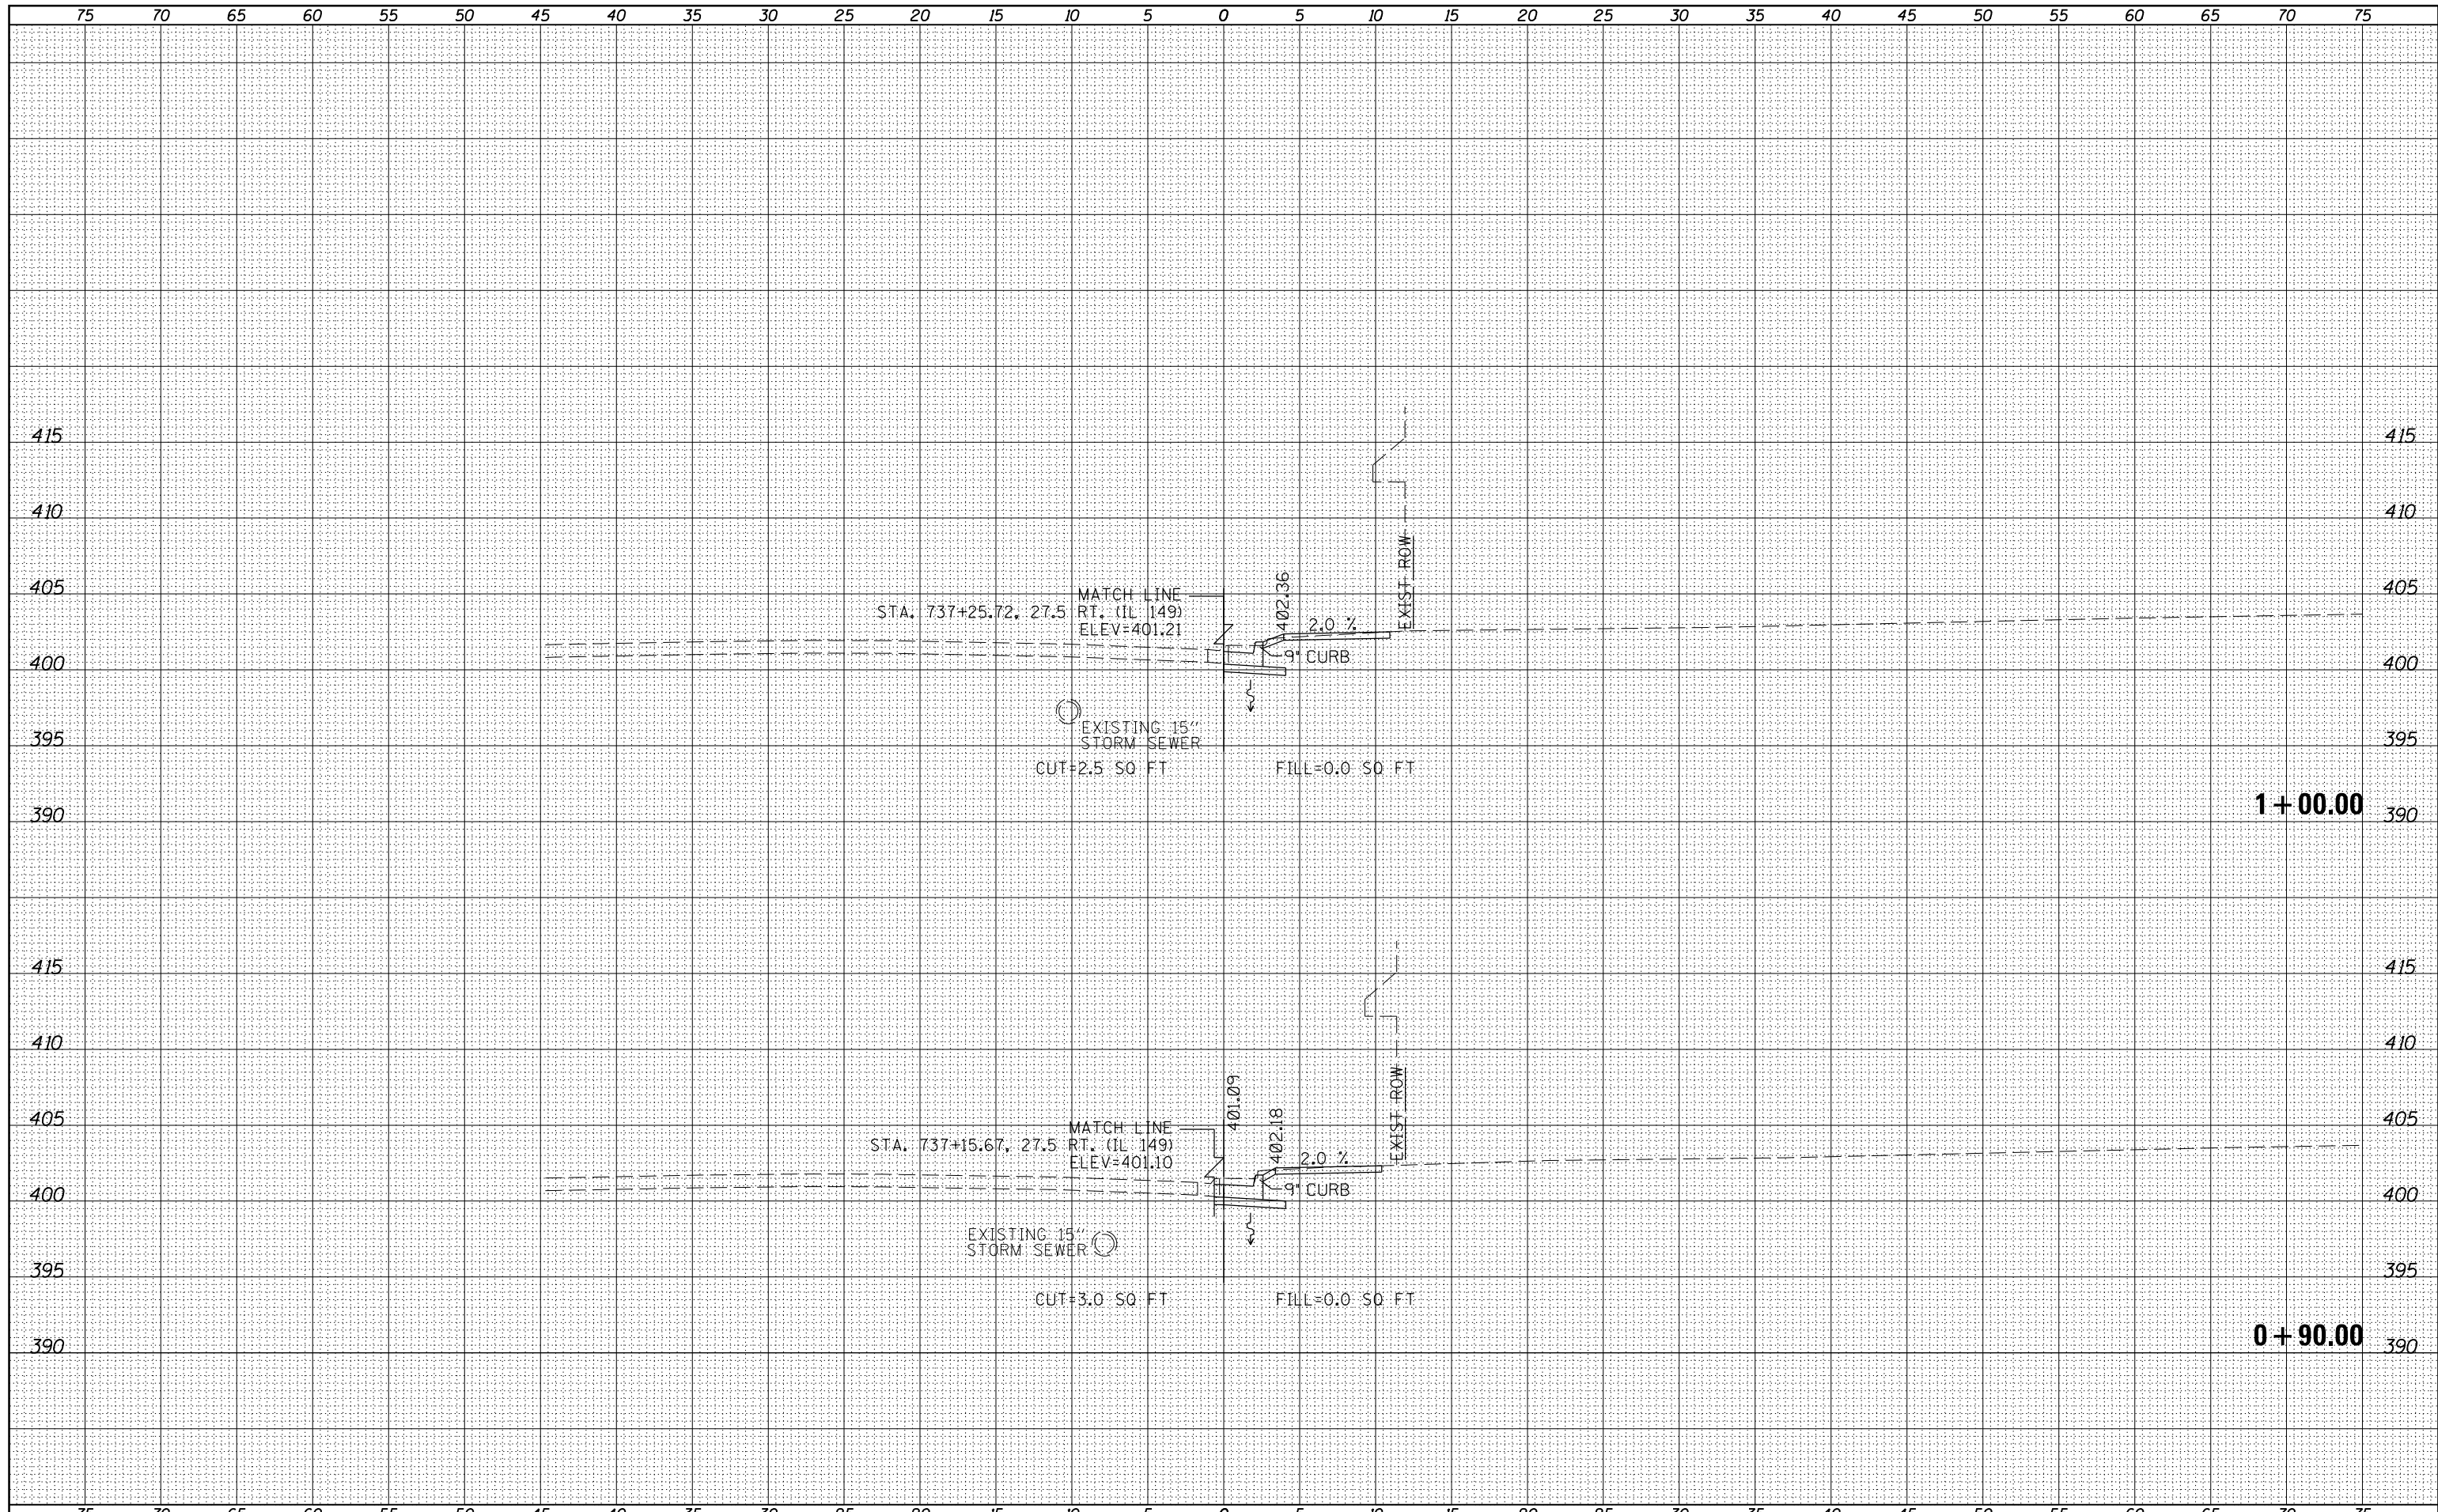 75 70 65 60 55 50 45 40 35 30 25 20 15 10 5 0 5 10 15 20 25 30 35 40 45 50 55 60 65 70 75
415 415
410 410
EXIST ROW
405 405
402.36
MATCH LINE
STA. 737+25.72, 27.5 RT. (IL 149)
ELEV=401.21
2.0 %
9" CURB
400 400
EXISTING 15"
STORM SEWER
395 395
CUT=2.5 SQ FT FILL=0.0 SQ FT
1+00.00
390 390
415 415
410 410
EXIST ROW
401.09
402.18
405 405
MATCH LINE
STA. 737+15.67, 27.5 RT. (IL 149)
ELEV=401.10
2.0 %
9" CURB
400 400
EXISTING 15"
STORM SEWER
395 395
CUT=3.0 SQ FT FILL=0.0 SQ FT
0+90.00
390 390